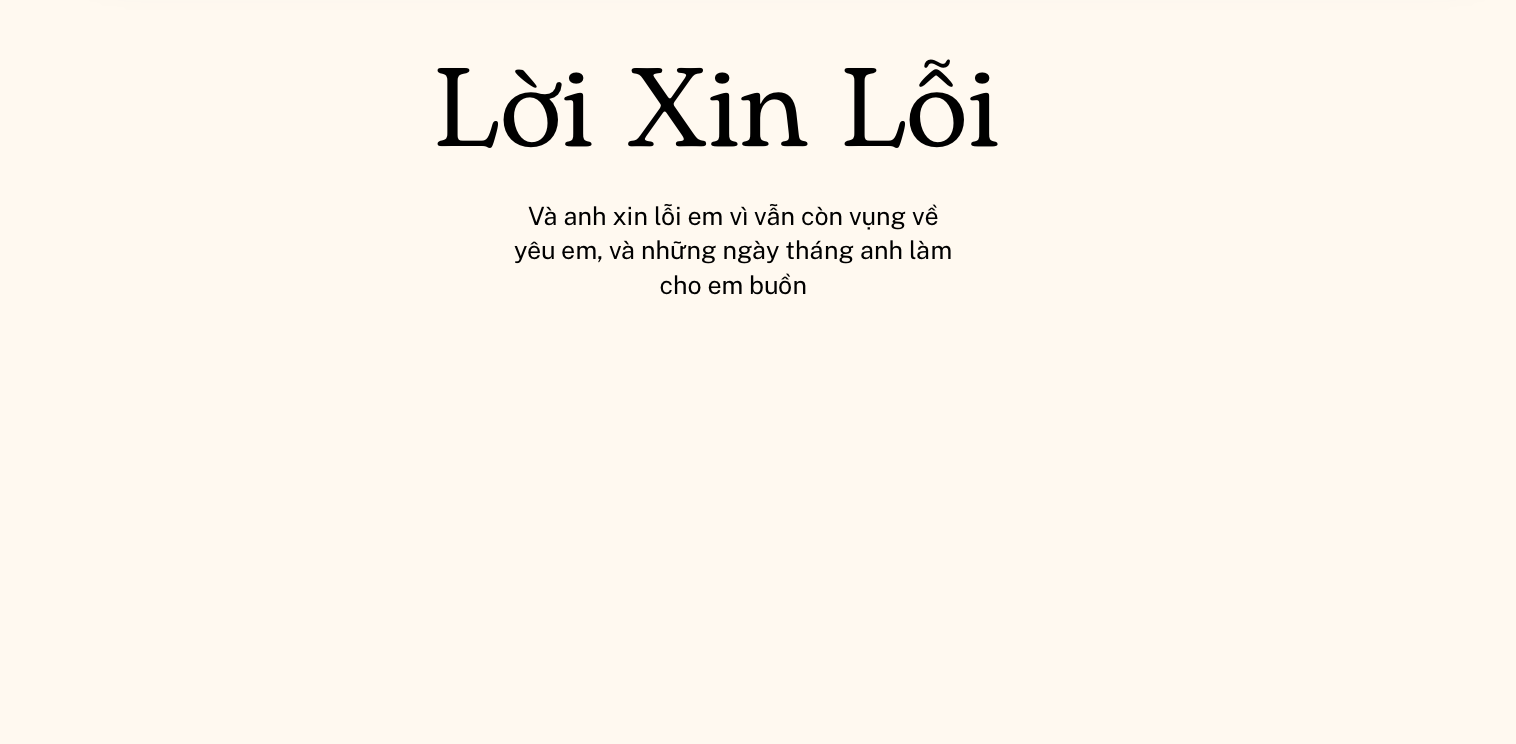 Lời Xin Lỗi
Và anh xin lỗi em vì vẫn còn vụng về
yêu em, và những ngày tháng anh làm
cho em buồn